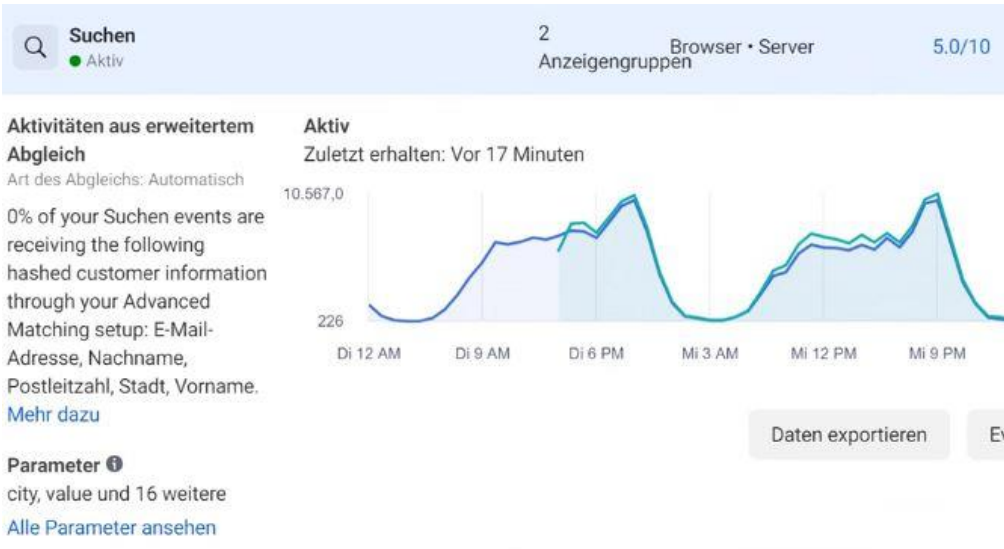 Suchen
Aktiv
2
Anzeigengruppen
Browser • Server
5.0/10
Aktivitäten aus erweitertem
Abgleich
Art des Abgleichs: Automatisch
0% of your Suchen events are
receiving the following
hashed customer information
through your Advanced
Matching setup: E-Mail-
Adresse, Nachname,
Postleitzahl, Stadt, Vorname.
Mehr dazu
Parameter
city, value und 16 weitere
Alle Parameter ansehen
Aktiv
Zuletzt erhalten: Vor 17 Minuten
10.567,0
226
Di 12 AM Di 9 AM Di 6 PM Mi 3 AM Mi 12 PM Mi 9 PM
Daten exportieren